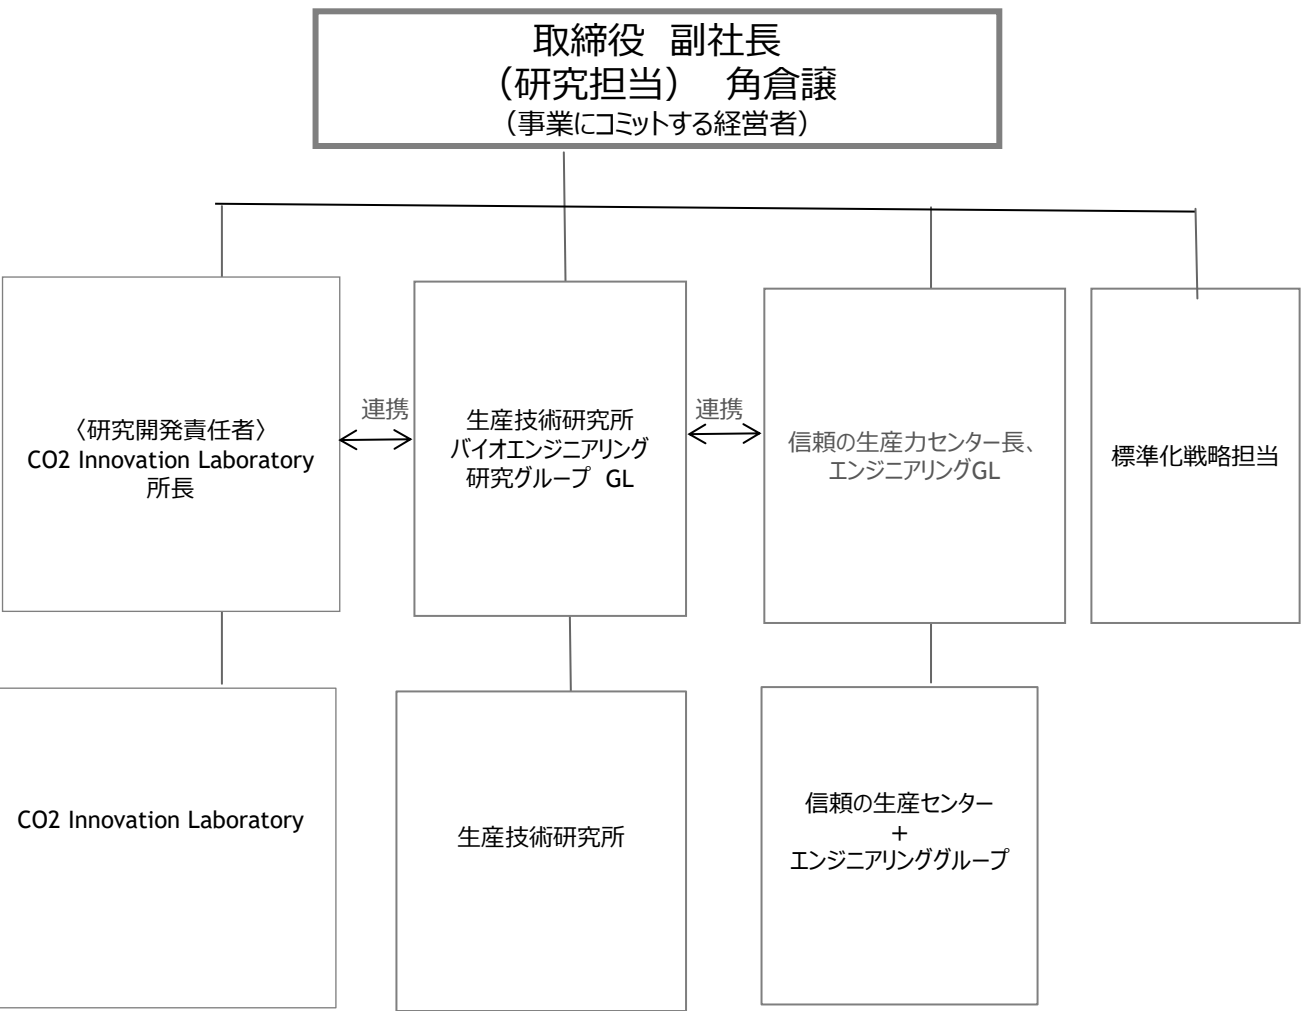 取締役　副社長
（研究担当）　角倉譲
（事業にコミットする経営者）
〈研究開発責任者〉
CO2 Innovation Laboratory
所長
連携
生産技術研究所
バイオエンジニアリング
研究グループ　GL
連携
信頼の生産力センター長、
エンジニアリングGL
標準化戦略担当
CO2 Innovation Laboratory
生産技術研究所
信頼の生産センター
+
エンジニアリンググループ